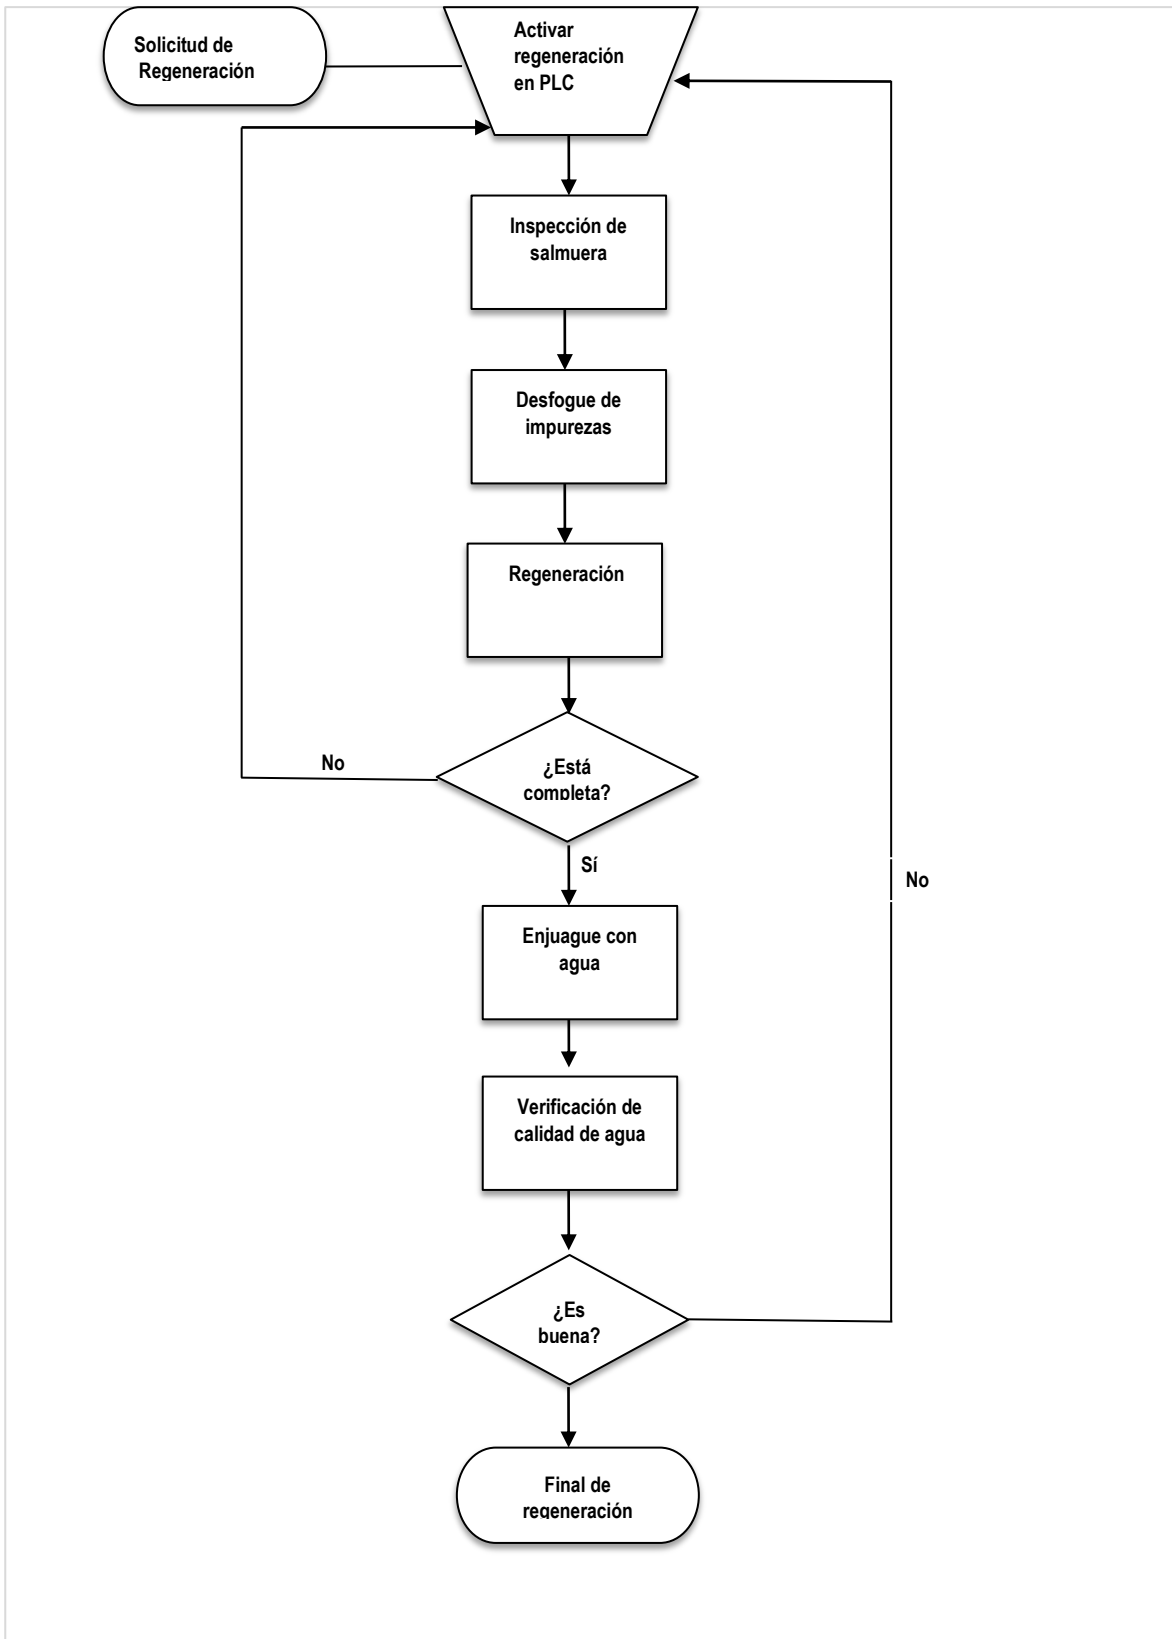 Solicitud de
Regeneración
Activar
regeneración
en PLC
Inspección de
salmuera
Desfogue de
impurezas
Regeneración
No
¿Está
completa?
Sí
No
Enjuague con
agua
Verificación de
calidad de agua
¿Es
buena?
Final de
regeneración